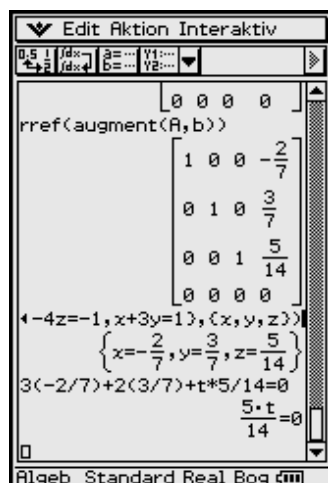 Edit Aktion Interaktiv
0 0 0 0
rref(augment(A,b))
1 0 0 -2/7
0 1 0 3/7
0 0 1 5/14
0 0 0 0
-4z=-1,x+3y=1},{x,y,z})
{x=-2/7,y=3/7,z=5/14}
3(-2/7)+2(3/7)+t*5/14=0
5·t/14=0
Algeb Standard Real Bog